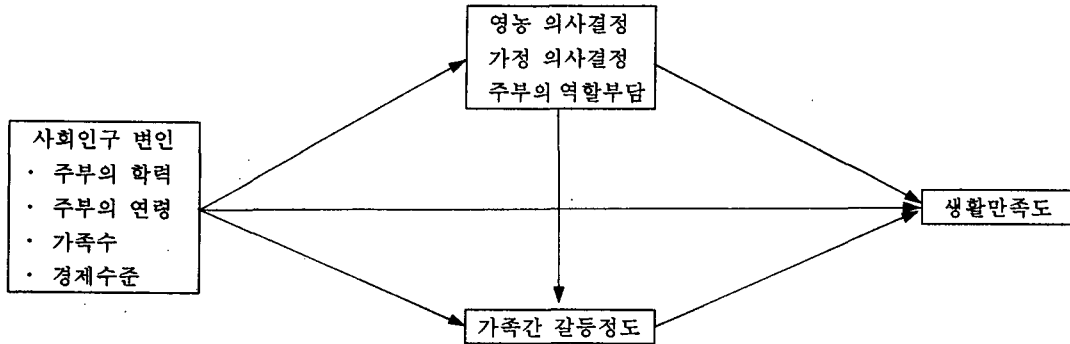 영농 의사결정
가정 의사결정
주부의 역할부담
사회인구 변인
· 주부의 학력
· 주부의 연령
· 가족수
· 경제수준
생활만족도
가족간 갈등정도